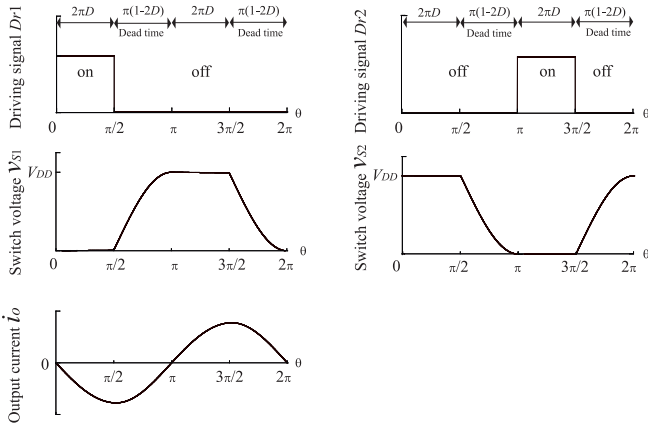 2πD π(1-2D) 2πD π(1-2D)
Dead time Dead time
Driving signal Dr1
on off
θ
0 π/2 π 3π/2 2π
2πD π(1-2D) 2πD π(1-2D)
Dead time Dead time
Driving signal Dr2
off on off
θ
0 π/2 π 3π/2 2π
Switch voltage VS1
VDD
θ
0 π/2 π 3π/2 2π
Switch voltage VS2
VDD
θ
0 π/2 π 3π/2 2π
Output current io
0
θ
π/2 π 3π/2 2π